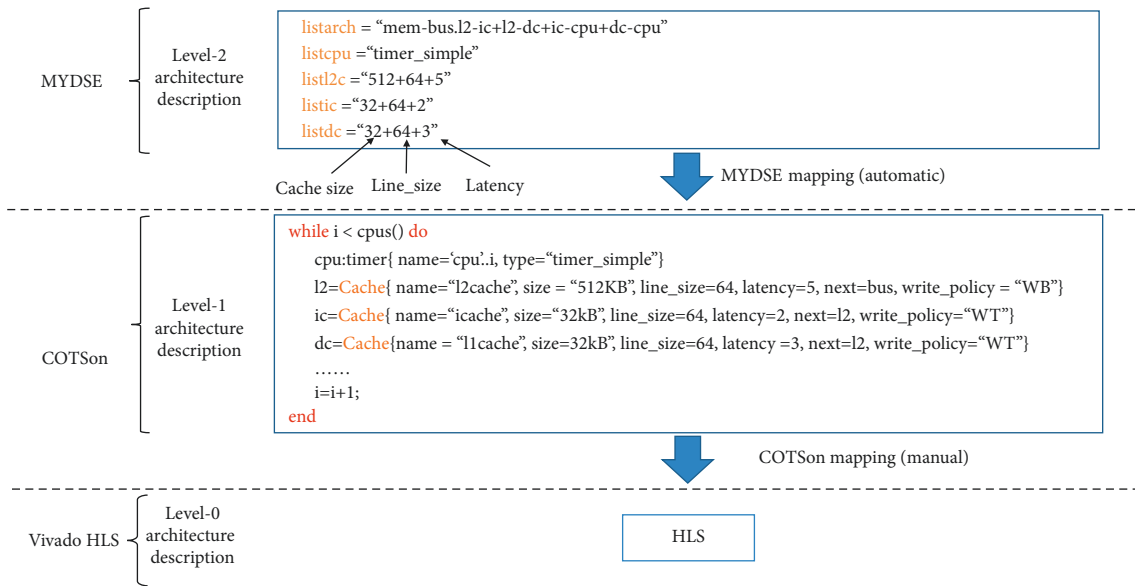 MYDSE
Level-2
architecture
description
listarch = “mem-bus.l2-ic+l2-dc+ic-cpu+dc-cpu”
listcpu =“timer_simple”
listl2c =“512+64+5”
listic =“32+64+2”
listdc =“32+64+3”
Cache size
Line_size
Latency
MYDSE mapping (automatic)
COTSon
Level-1
architecture
description
while i < cpus() do
cpu:timer{ name=‘cpu’..i, type=“timer_simple”}
l2=Cache{ name=“l2cache”, size = “512KB”, line_size=64, latency=5, next=bus, write_policy = “WB”}
ic=Cache{ name=“icache”, size=“32kB”, line_size=64, latency=2, next=l2, write_policy=“WT”}
dc=Cache{name = “l1cache”, size=32kB”, line_size=64, latency =3, next=l2, write_policy=“WT”}
......
i=i+1;
end
COTSon mapping (manual)
Vivado HLS
Level-0
architecture
description
HLS